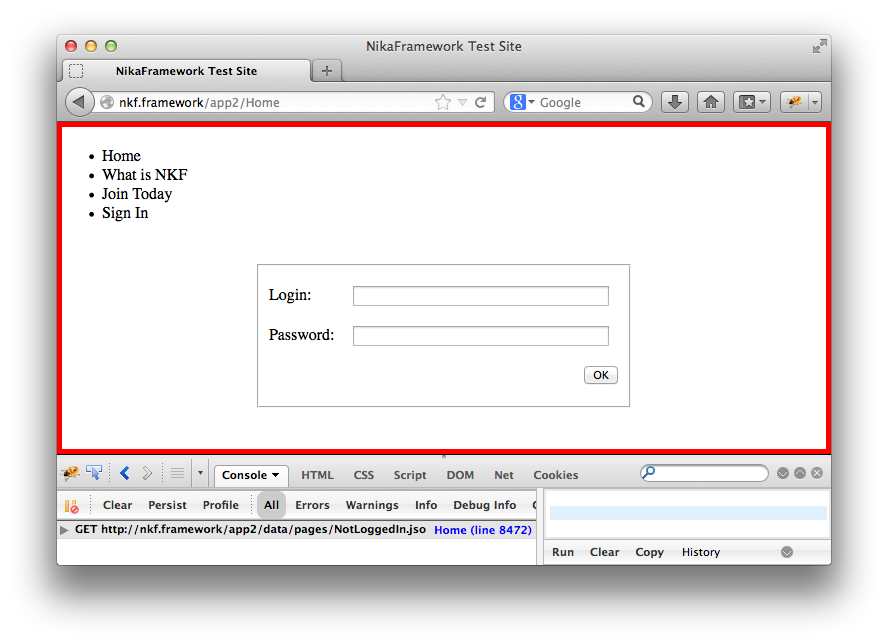 NikaFramework Test Site
NikaFramework Test Site
nkf.framework/app2/Home
Google
Home
What is NKF
Join Today
Sign In
Login:
Password:
OK
Console HTML CSS Script DOM Net Cookies
Clear Persist Profile All Errors Warnings Info Debug Info
GET http://nkf.framework/app2/data/pages/NotLoggedIn.jso Home (line 8472)
Run Clear Copy History